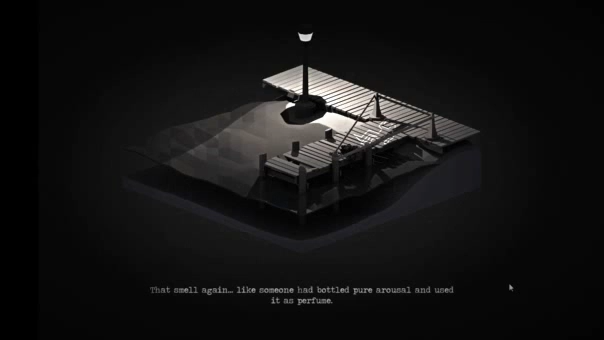 That smell again… like someone had bottled pure arousal and used
it as perfume.